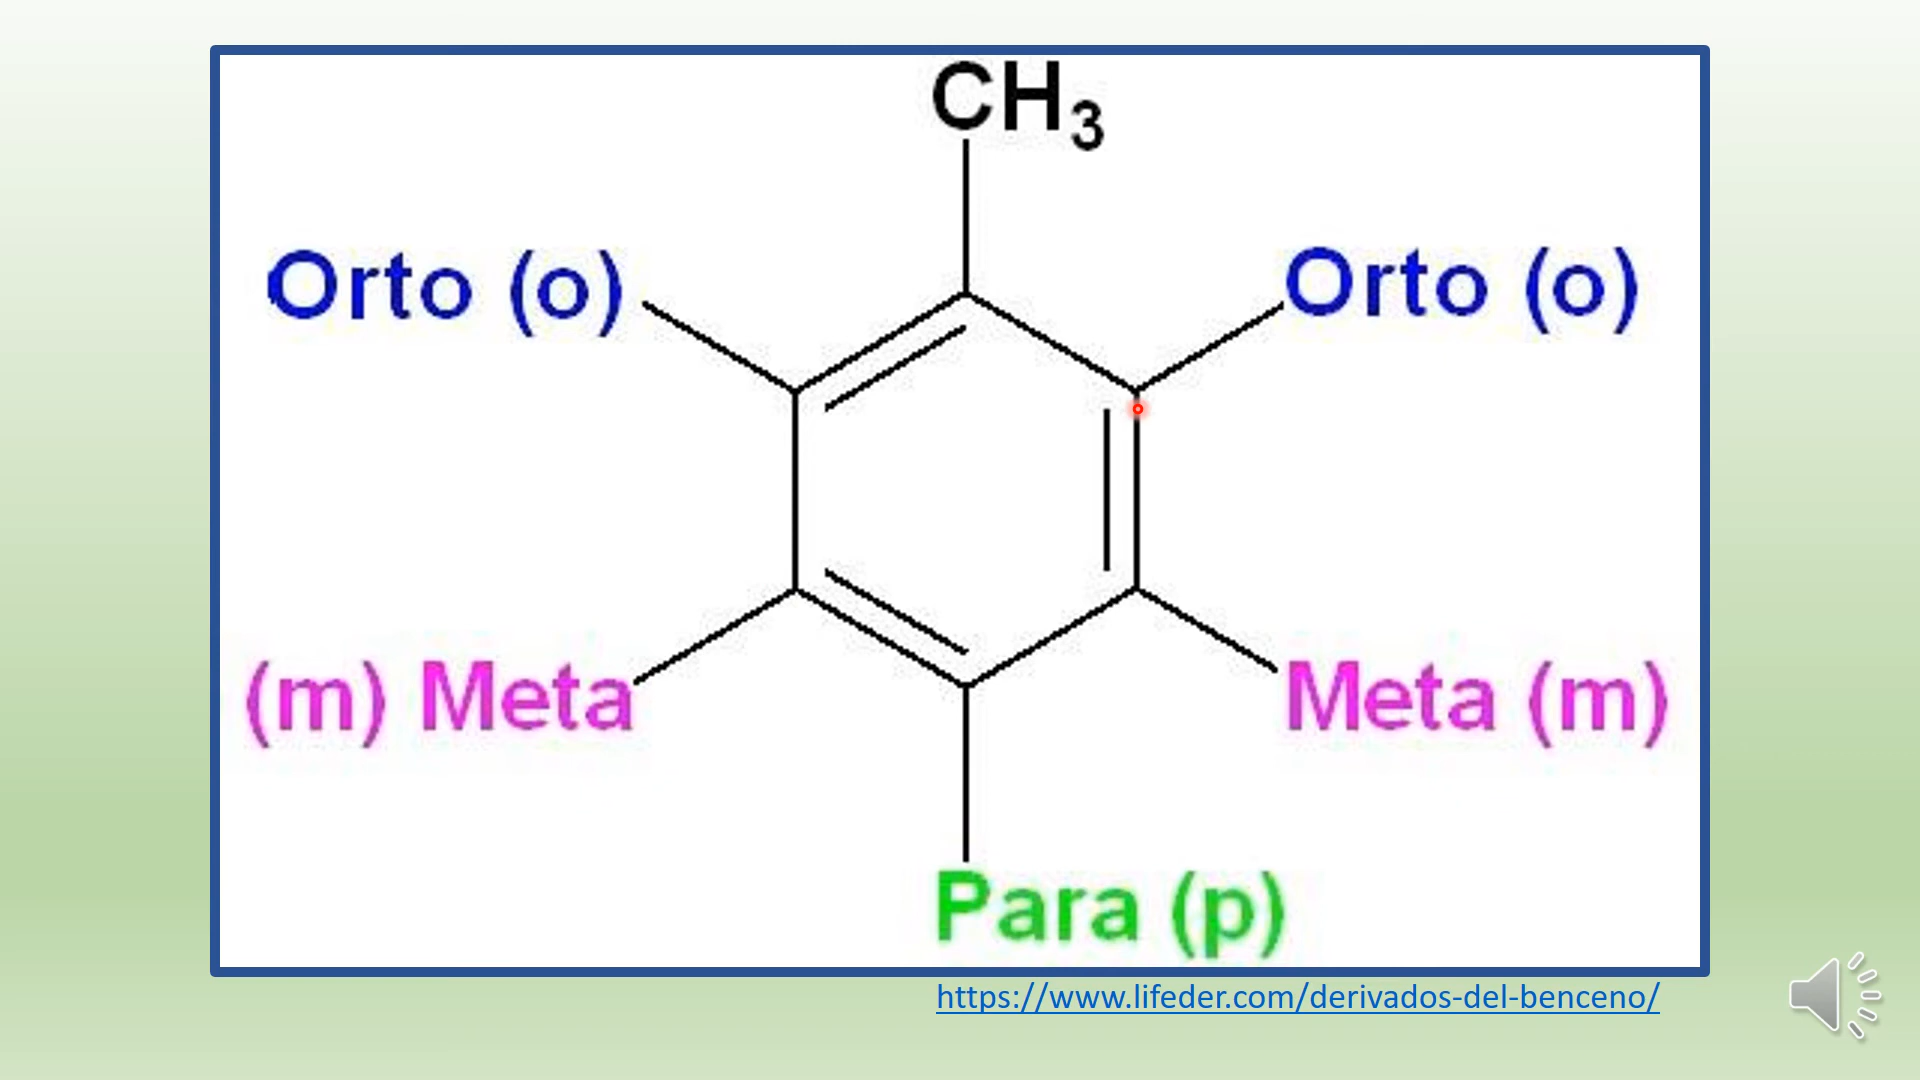 CH₃
Orto (o)
Orto (o)
(m) Meta
Meta (m)
Para (p)
https://www.lifeder.com/derivados-del-benceno/